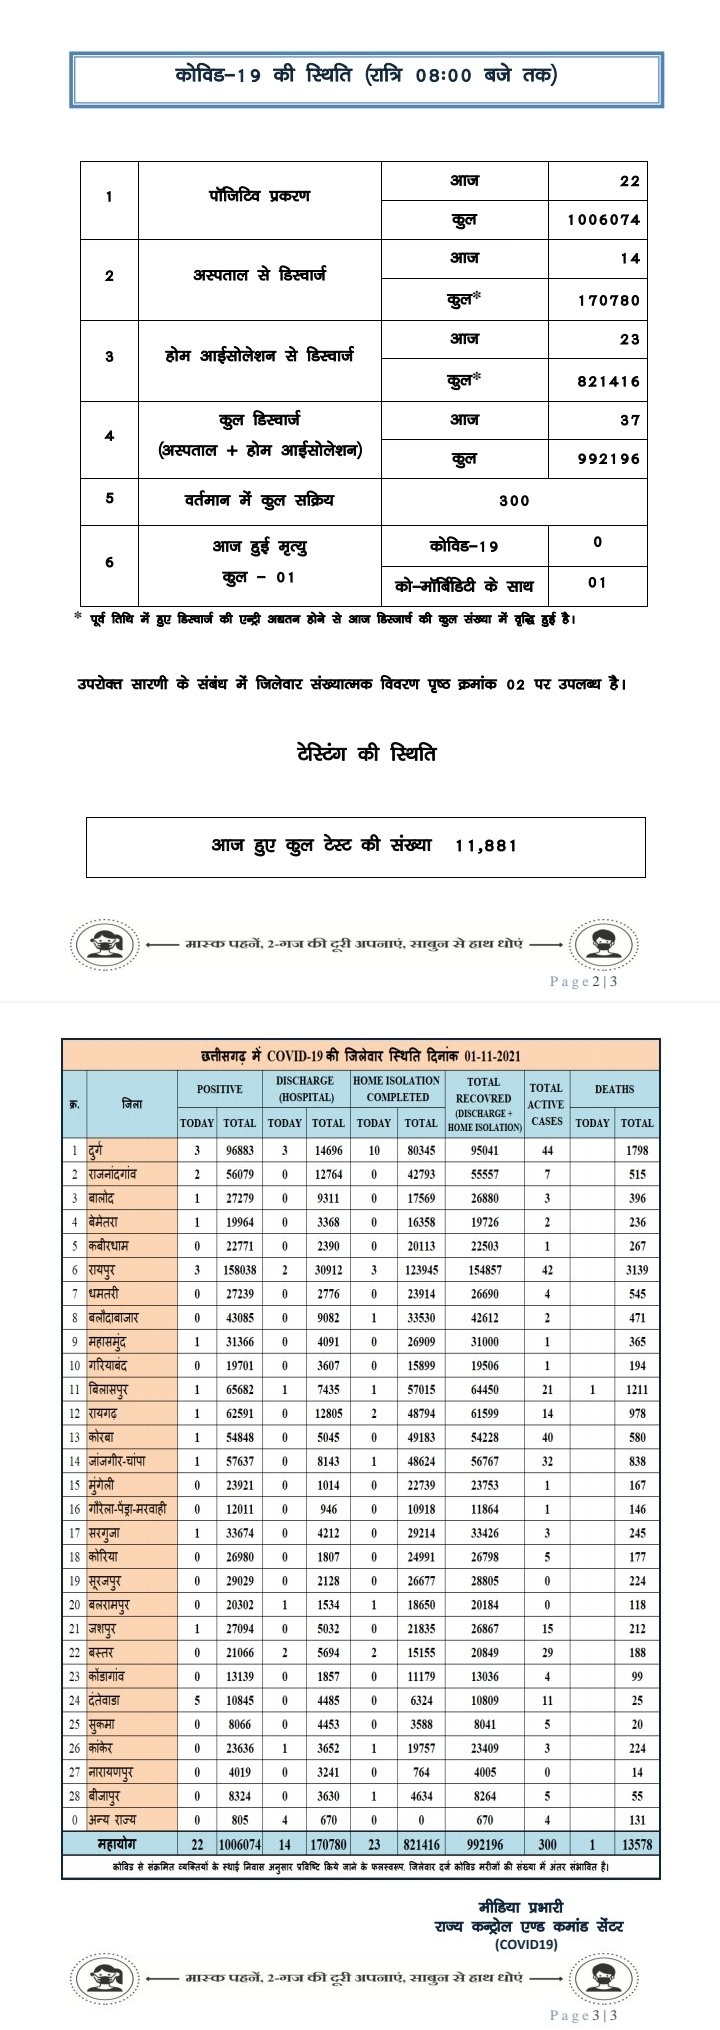 कोविड-19 की स्थिति (रात्रि 08:00 बजे तक)
1 पॉजिटिव प्रकरण आज 22
कुल 1006074
2 अस्पताल से डिस्चार्ज आज 14
कुल* 170780
3 होम आईसोलेशन से डिस्चार्ज आज 23
कुल* 821416
4 कुल डिस्चार्ज (अस्पताल + होम आईसोलेशन) आज 37
कुल 992196
5 वर्तमान में कुल सक्रिय 300
6 आज हुई मृत्यु कुल - 01 कोविड-19 0
को-मॉर्बिडिटी के साथ 01
* पूर्व तिथि में हुए डिस्चार्ज की एन्ट्री अद्यतन होने से आज डिस्जार्च की कुल संख्या में वृद्धि हुई है।
उपरोक्त सारणी के संबंध में जिलेवार संख्यात्मक विवरण पृष्ठ क्रमांक 02 पर उपलब्ध है।
टेस्टिंग की स्थिति
आज हुए कुल टेस्ट की संख्या 11,881
मास्क पहनें, 2-गज की दूरी अपनाएं, साबुन से हाथ धोएं
Page 2|3
छत्तीसगढ़ में COVID-19 की जिलेवार स्थिति दिनांक 01-11-2021
क्र. जिला POSITIVE DISCHARGE (HOSPITAL) HOME ISOLATION COMPLETED TOTAL RECOVRED (DISCHARGE + HOME ISOLATION) TOTAL ACTIVE CASES DEATHS
TODAY TOTAL TODAY TOTAL TODAY TOTAL TODAY TOTAL
1 दुर्ग 3 96883 3 14696 10 80345 95041 44 1798
2 राजनांदगांव 2 56079 0 12764 0 42793 55557 7 515
3 बालोद 1 27279 0 9311 0 17569 26880 3 396
4 बेमेतरा 1 19964 0 3368 0 16358 19726 2 236
5 कबीरधाम 0 22771 0 2390 0 20113 22503 1 267
6 रायपुर 3 158038 2 30912 3 123945 154857 42 3139
7 धमतरी 0 27239 0 2776 0 23914 26690 4 545
8 बलौदाबाजार 0 43085 0 9082 1 33530 42612 2 471
9 महासमुंद 1 31366 0 4091 0 26909 31000 1 365
10 गरियाबंद 0 19701 0 3607 0 15899 19506 1 194
11 बिलासपुर 1 65682 1 7435 1 57015 64450 21 1 1211
12 रायगढ़ 1 62591 0 12805 2 48794 61599 14 978
13 कोरबा 1 54848 0 5045 0 49183 54228 40 580
14 जांजगीर-चांपा 1 57637 0 8143 1 48624 56767 32 838
15 मुंगेली 0 23921 0 1014 0 22739 23753 1 167
16 गौरेला-पेंड्रा-मरवाही 0 12011 0 946 0 10918 11864 1 146
17 सरगुजा 1 33674 0 4212 0 29214 33426 3 245
18 कोरिया 0 26980 0 1807 0 24991 26798 5 177
19 सूरजपुर 0 29029 0 2128 0 26677 28805 0 224
20 बलरामपुर 0 20302 1 1534 1 18650 20184 0 118
21 जशपुर 1 27094 0 5032 0 21835 26867 15 212
22 बस्तर 0 21066 2 5694 2 15155 20849 29 188
23 कोंडागांव 0 13139 0 1857 0 11179 13036 4 99
24 दंतेवाडा 5 10845 0 4485 0 6324 10809 11 25
25 सुकमा 0 8066 0 4453 0 3588 8041 5 20
26 कांकेर 0 23636 1 3652 1 19757 23409 3 224
27 नारायणपुर 0 4019 0 3241 0 764 4005 0 14
28 बीजापुर 0 8324 0 3630 1 4634 8264 5 55
0 अन्य राज्य 0 805 4 670 0 0 670 4 131
महायोग 22 1006074 14 170780 23 821416 992196 300 1 13578
कोविड से संक्रमित व्यक्तियों के स्थाई निवास अनुसार प्रविष्टि किये जाने के फलस्वरूप, जिलेवार दर्ज कोविड मरीजों की संख्या में अंतर संभावित है।
मीडिया प्रभारी
राज्य कन्ट्रोल एण्ड कमांड सेंटर
(COVID19)
मास्क पहनें, 2-गज की दूरी अपनाएं, साबुन से हाथ धोएं
Page 3|3